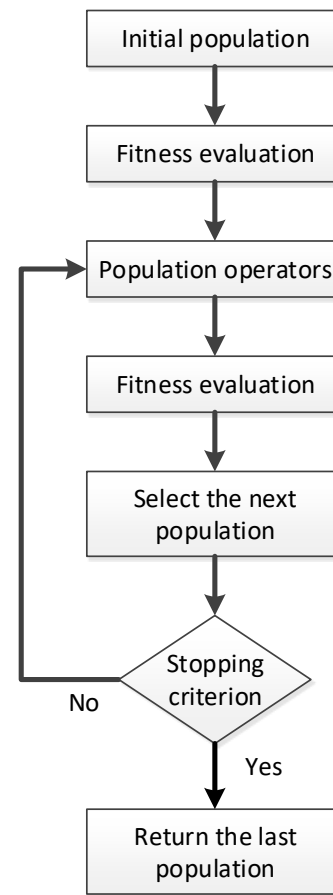 Initial population
Fitness evaluation
Population operators
Fitness evaluation
Select the next
population
Stopping
criterion
No
Yes
Return the last
population